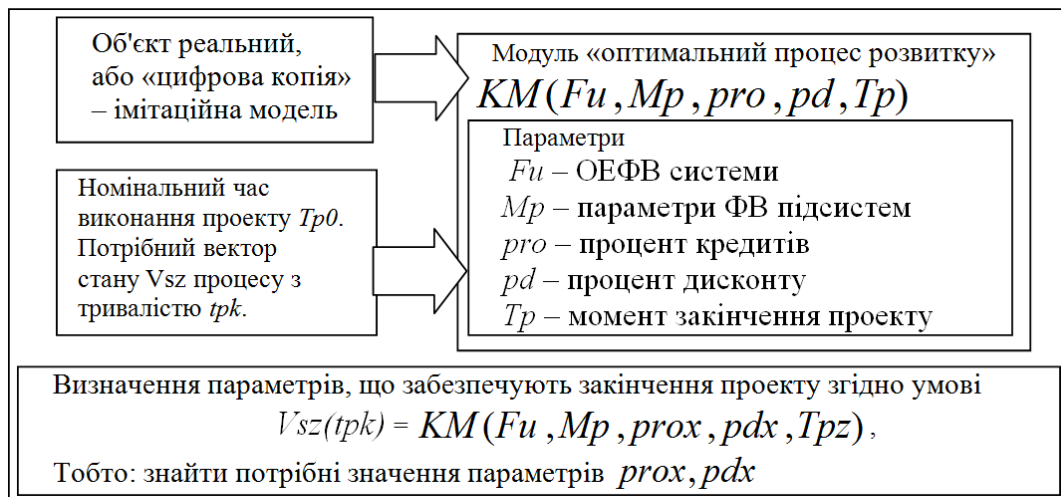 Об'єкт реальний,
або «цифрова копія»
– імітаційна модель
Модуль «оптимальний процес розвитку»
KM(Fu,Mp,pro,pd,Tp)
Параметри
Fu – ОЕФВ системи
Mp – параметри ФВ підсистем
pro – процент кредитів
pd – процент дисконту
Tp – момент закінчення проекту
Номінальний час
виконання проекту Tp0.
Потрібний вектор
стану Vsz процесу з
тривалістю tpk.
Визначення параметрів, що забезпечують закінчення проекту згідно умові
Vsz(tpk) = KM(Fu,Mp,prox,pdx,Tpz),
Тобто: знайти потрібні значення параметрів prox,pdx